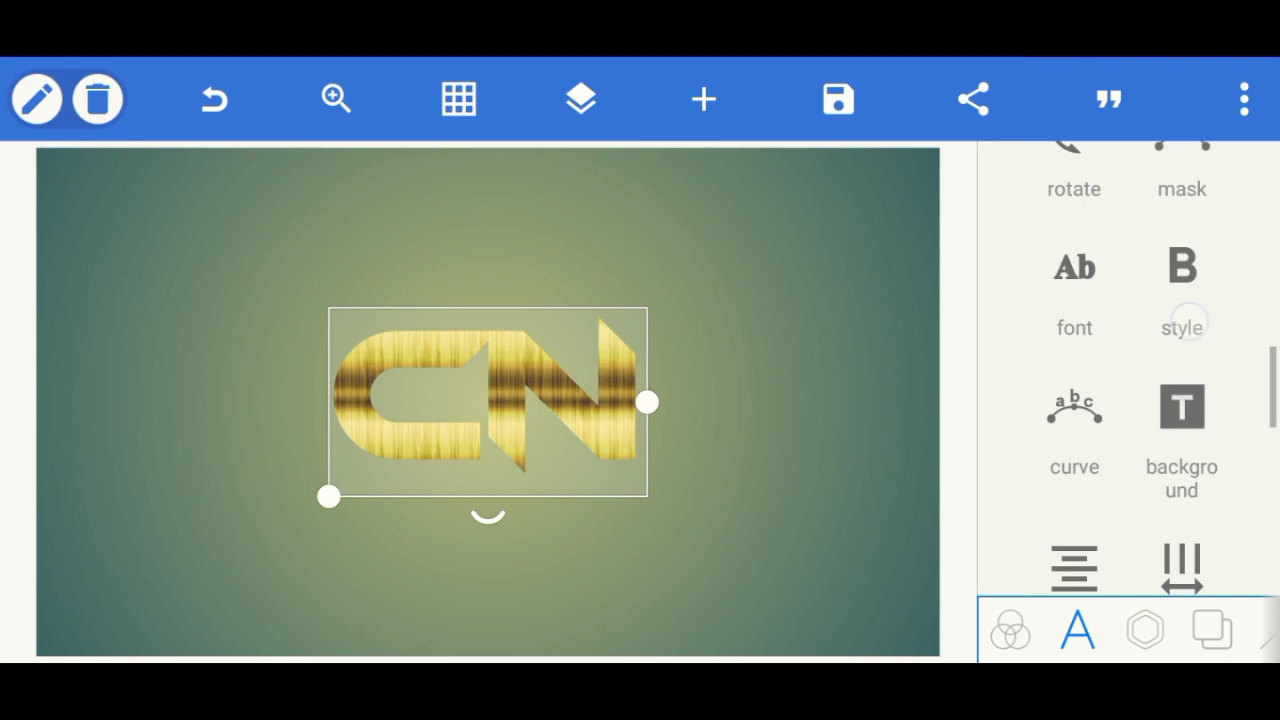 rotate mask
Ab B
font style
abc T
curve backgro
und
CN
A